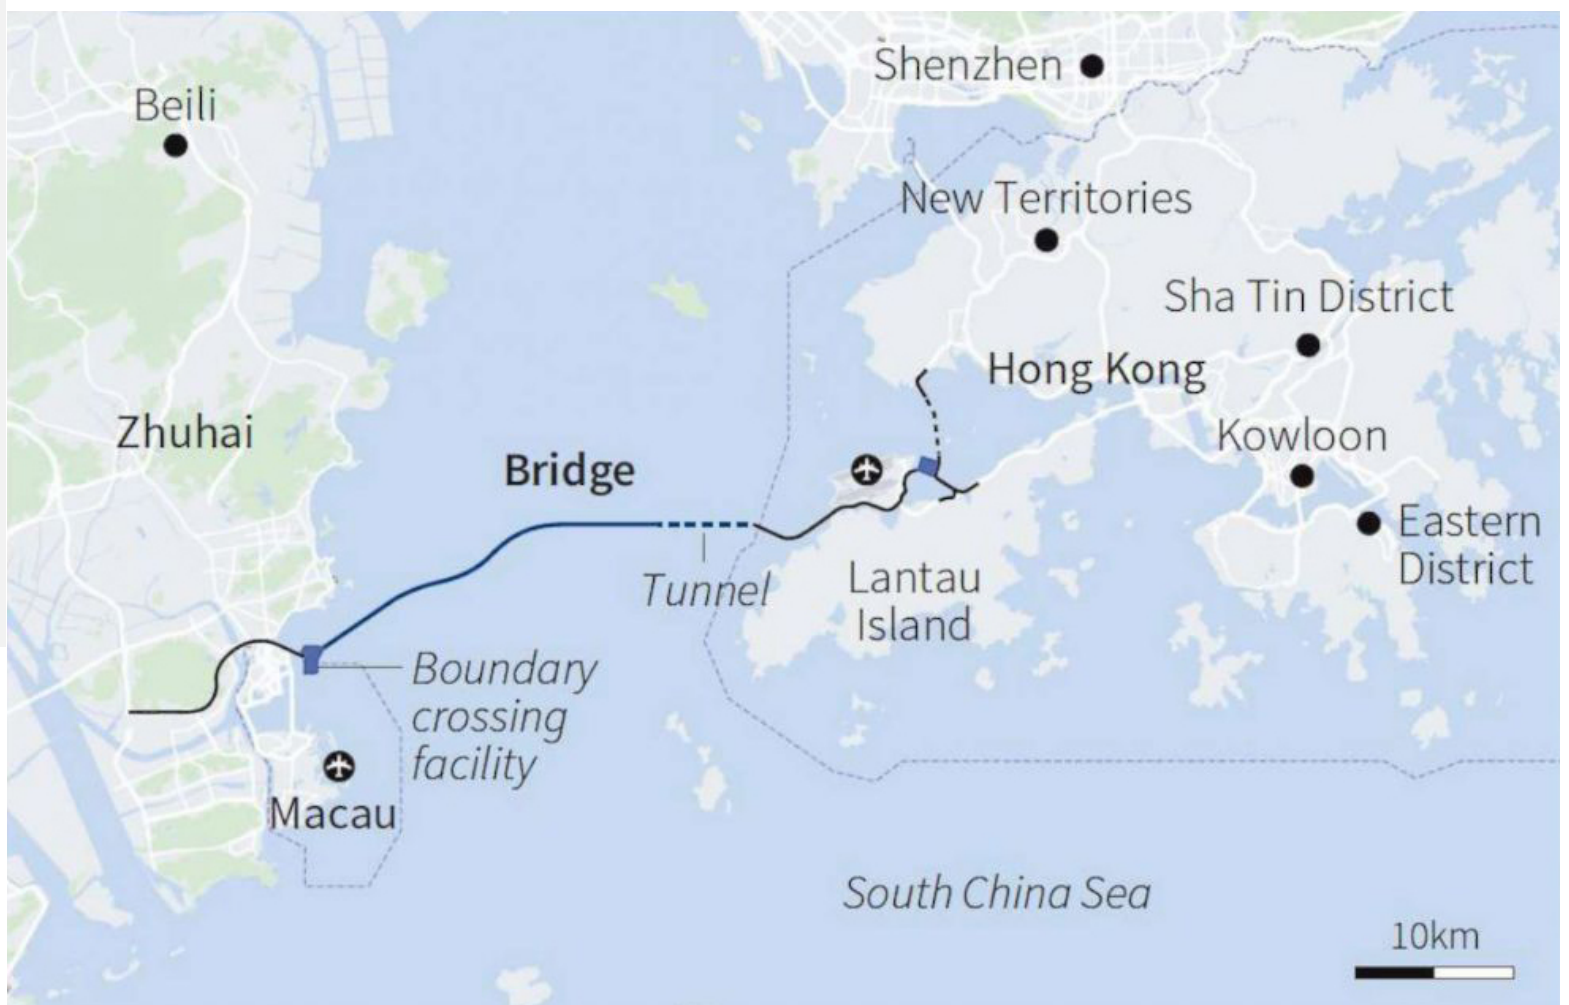 Shenzhen
Beili
New Territories
Sha Tin District
Hong Kong
Zhuhai
Kowloon
Bridge
Eastern
District
Tunnel
Lantau
Island
Boundary
crossing
facility
Macau
South China Sea
10km